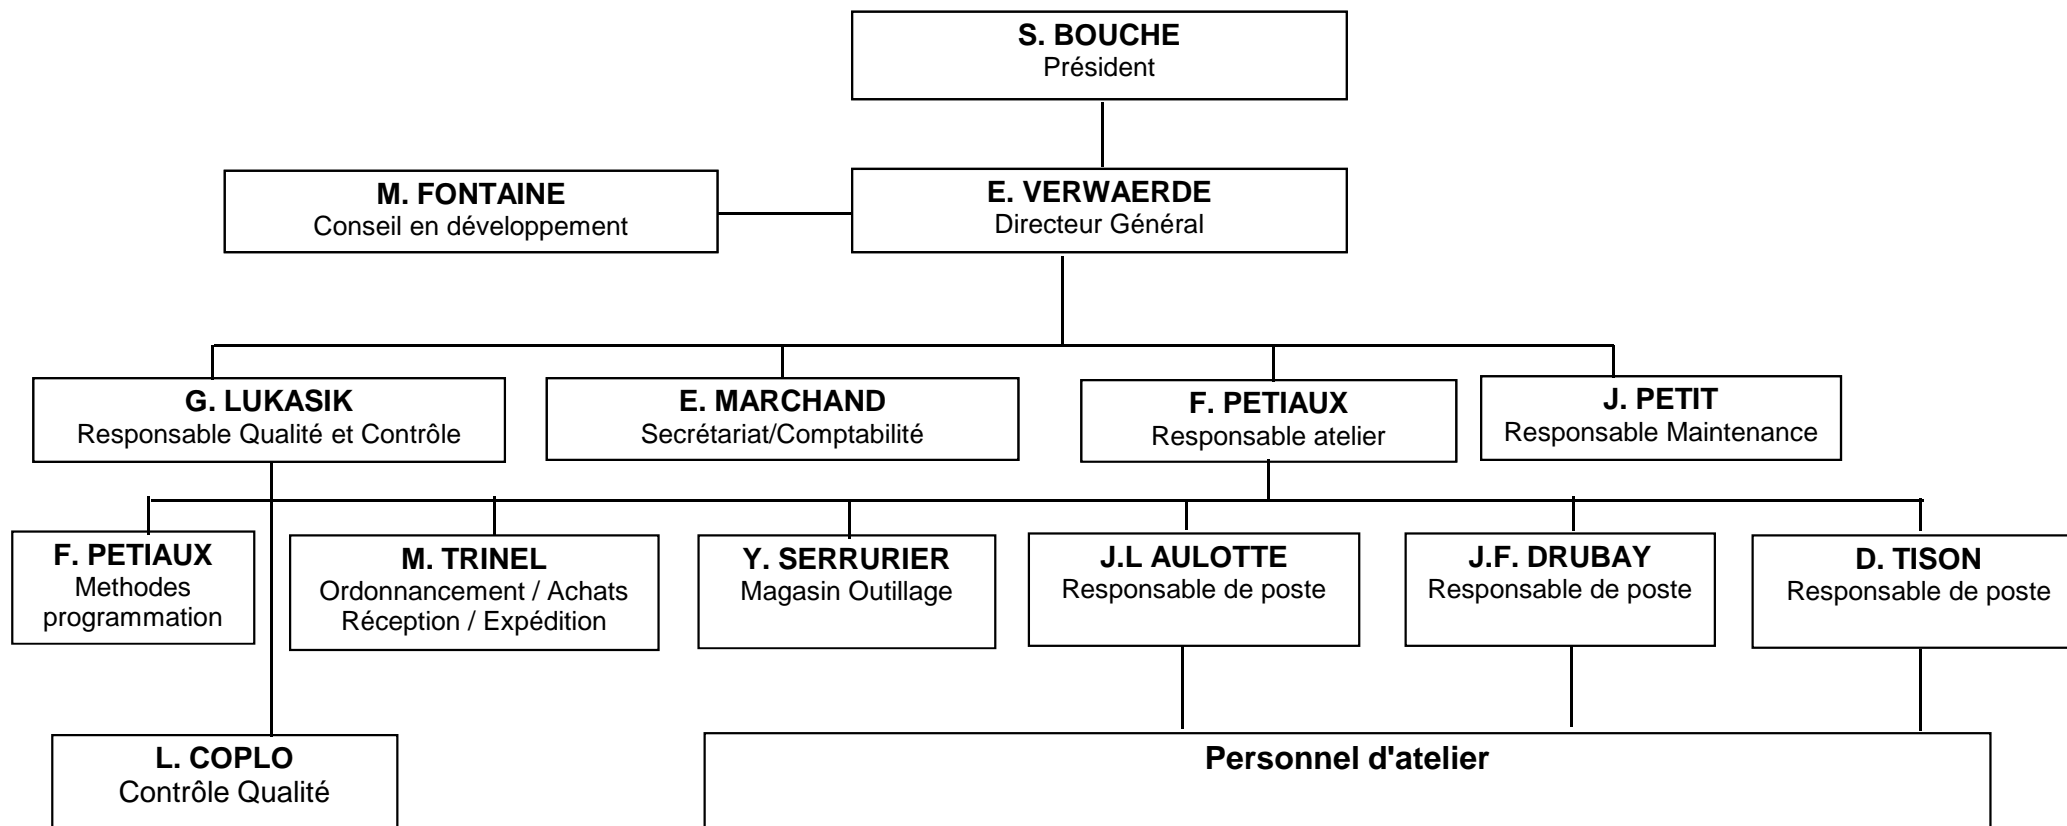 S. BOUCHE
Président
M. FONTAINE
Conseil en développement
E. VERWAERDE
Directeur Général
G. LUKASIK
Responsable Qualité et Contrôle
E. MARCHAND
Secrétariat/Comptabilité
F. PETIAUX
Responsable atelier
J. PETIT
Responsable Maintenance
F. PETIAUX
Methodes
programmation
M. TRINEL
Ordonnancement / Achats
Réception / Expédition
Y. SERRURIER
Magasin Outillage
J.L AULOTTE
Responsable de poste
J.F. DRUBAY
Responsable de poste
D. TISON
Responsable de poste
L. COPLO
Contrôle Qualité
Personnel d'atelier